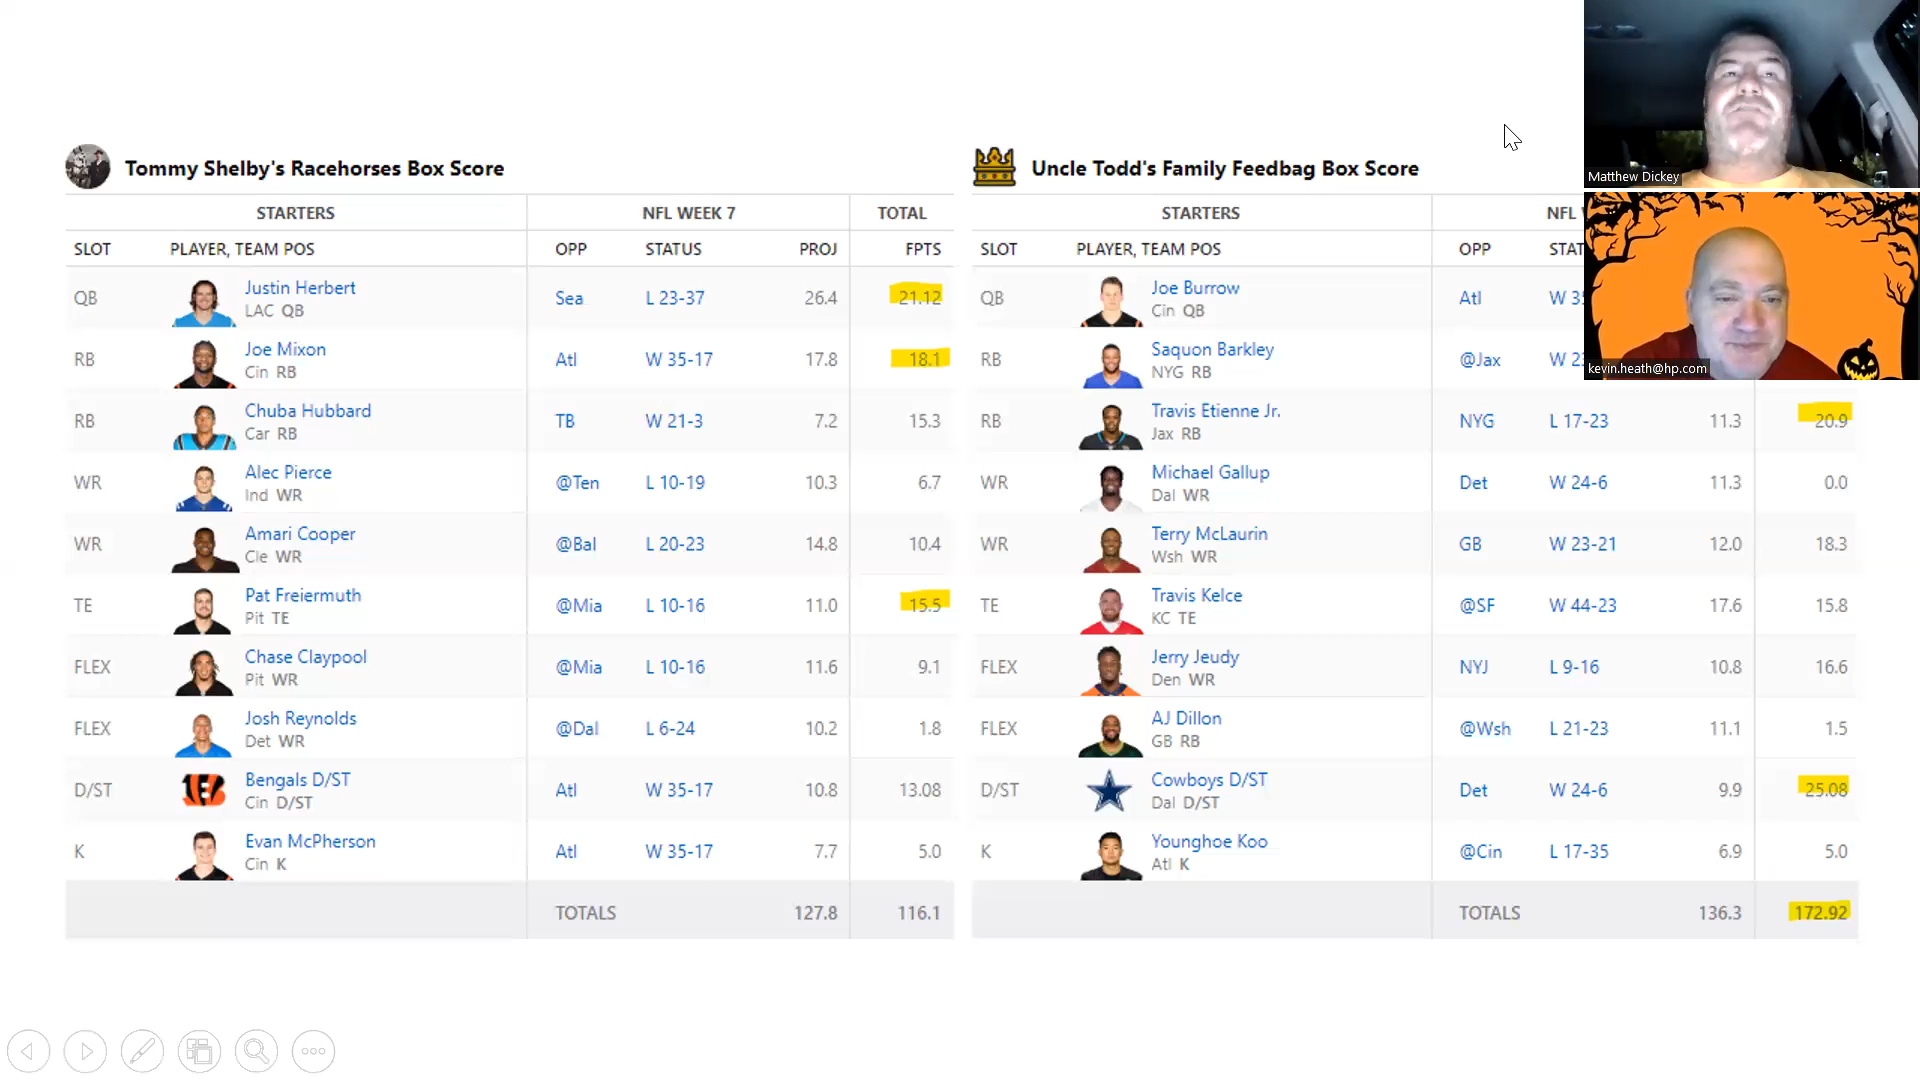 Matthew Dickey
kevin.heath@hp.com
Tommy Shelby's Racehorses Box Score
STARTERS NFL WEEK 7 TOTAL
SLOT PLAYER, TEAM POS OPP STATUS PROJ FPTS
QB Justin Herbert LAC QB Sea L 23-37 26.4 21.12
RB Joe Mixon Cin RB Atl W 35-17 17.8 18.1
RB Chuba Hubbard Car RB TB W 21-3 7.2 15.3
WR Alec Pierce Ind WR @Ten L 10-19 10.3 6.7
WR Amari Cooper Cle WR @Bal L 20-23 14.8 10.4
TE Pat Freiermuth Pit TE @Mia L 10-16 11.0 15.5
FLEX Chase Claypool Pit WR @Mia L 10-16 11.6 9.1
FLEX Josh Reynolds Det WR @Dal L 6-24 10.2 1.8
D/ST Bengals D/ST Cin D/ST Atl W 35-17 10.8 13.08
K Evan McPherson Cin K Atl W 35-17 7.7 5.0
TOTALS 127.8 116.1
Uncle Todd's Family Feedbag Box Score
STARTERS NFL
SLOT PLAYER, TEAM POS OPP
QB Joe Burrow Cin QB Atl
RB Saquon Barkley NYG RB @Jax
RB Travis Etienne Jr. Jax RB NYG L 17-23 11.3 20.9
WR Michael Gallup Dal WR Det W 24-6 11.3 0.0
WR Terry McLaurin Wsh WR GB W 23-21 12.0 18.3
TE Travis Kelce KC TE @SF W 44-23 17.6 15.8
FLEX Jerry Jeudy Den WR NYJ L 9-16 10.8 16.6
FLEX AJ Dillon GB RB @Wsh L 21-23 11.1 1.5
D/ST Cowboys D/ST Dal D/ST Det W 24-6 9.9 25.08
K Younghoe Koo Atl K @Cin L 17-35 6.9 5.0
TOTALS 136.3 172.92